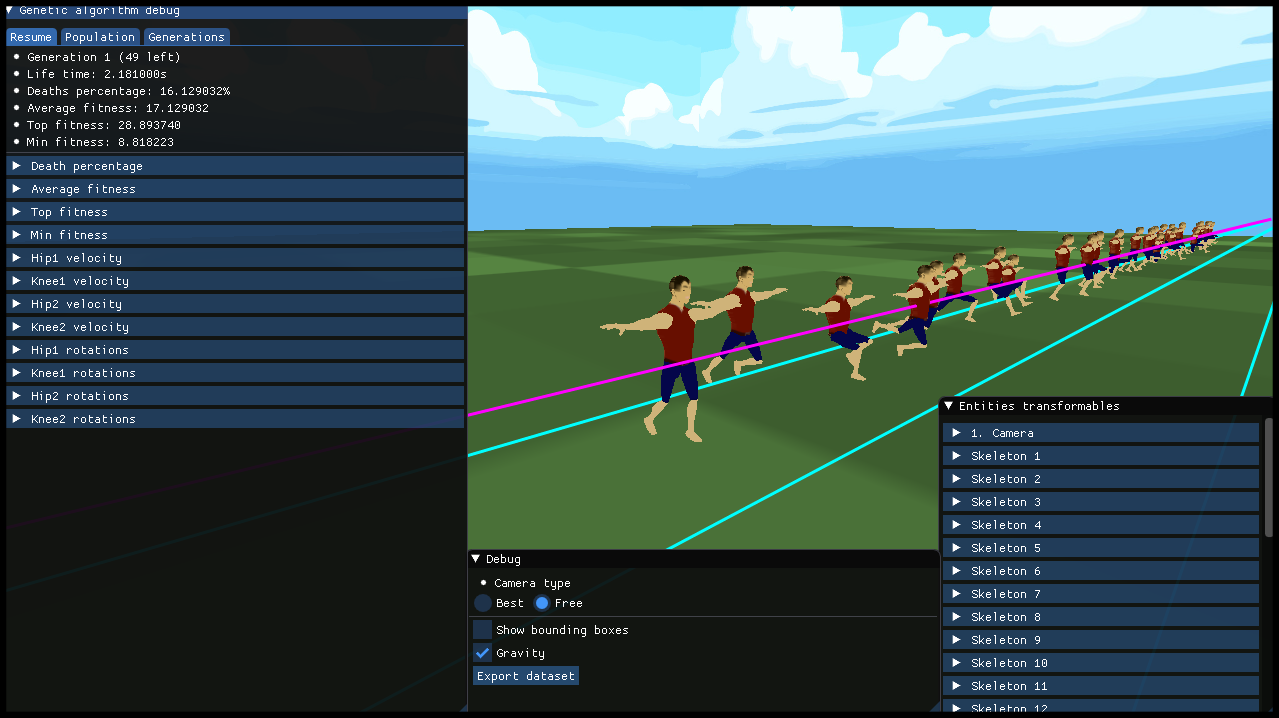 Genetic algorithm debug
Resume Population Generations
Generation 1 (49 left)
Life time: 2.181000s
Deaths percentage: 16.129032%
Average fitness: 17.129032
Top fitness: 28.893740
Min fitness: 8.818223
Death percentage
Average fitness
Top fitness
Min fitness
Hip1 velocity
Knee1 velocity
Hip2 velocity
Knee2 velocity
Hip1 rotations
Knee1 rotations
Hip2 rotations
Knee2 rotations
Debug
Camera type
Best Free
Show bounding boxes
Gravity
Export dataset
Entities transformables
1. Camera
Skeleton 1
Skeleton 2
Skeleton 3
Skeleton 4
Skeleton 5
Skeleton 6
Skeleton 7
Skeleton 8
Skeleton 9
Skeleton 10
Skeleton 11
Skeleton 12